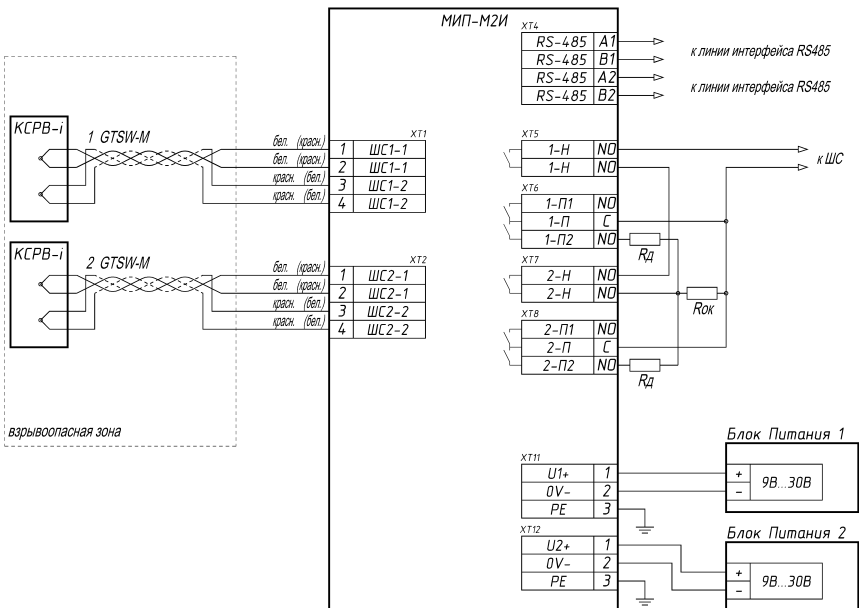 МИП-М2И
XT4
RS-485 A1
RS-485 B1
RS-485 A2
RS-485 B2
к линии интерфейса RS485
к линии интерфейса RS485
КСРВ-i
1 GTSW-M
бел. (красн.)
бел. (красн.)
красн. (бел.)
красн. (бел.)
XT1
1 ШС1-1
2 ШС1-1
3 ШС1-2
4 ШС1-2
XT5
1-Н NO
1-Н NO
к ШС
XT6
1-П1 NO
1-П C
1-П2 NO
Rд
КСРВ-i
2 GTSW-M
бел. (красн.)
бел. (красн.)
красн. (бел.)
красн. (бел.)
XT2
1 ШС2-1
2 ШС2-1
3 ШС2-2
4 ШС2-2
XT7
2-Н NO
2-Н NO
Rок
XT8
2-П1 NO
2-П C
2-П2 NO
Rд
взрывоопасная зона
XT11
U1+ 1
0V- 2
PE 3
Блок Питания 1
+
-
9В...30В
XT12
U2+ 1
0V- 2
PE 3
Блок Питания 2
+
-
9В...30В